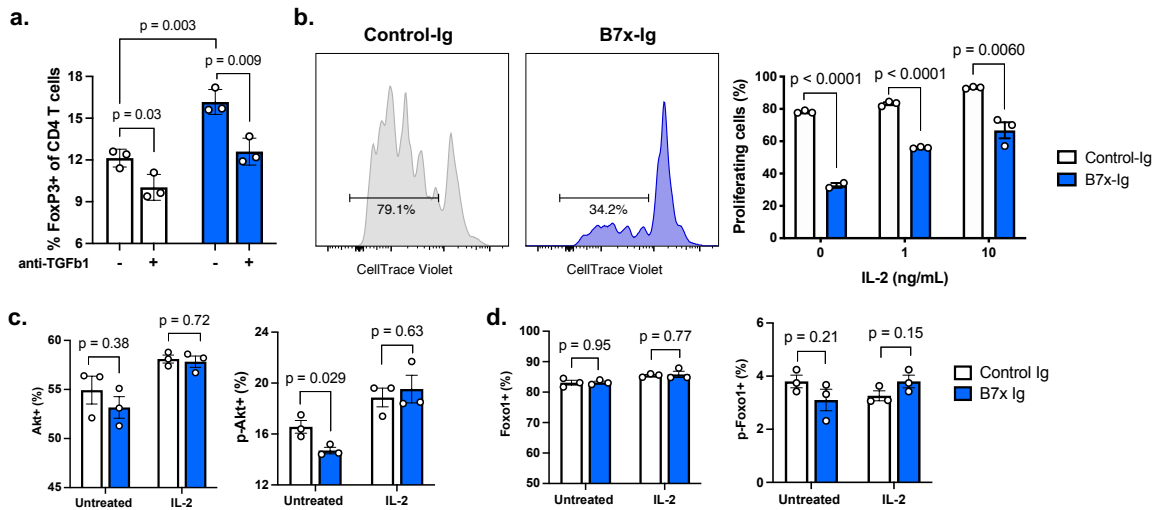 a.
p = 0.003
p = 0.009
p = 0.03
% FoxP3+ of CD4 T cells
18
15
12
9
6
anti-TGFb1
- + - +
b.
Control-Ig
B7x-Ig
79.1%
34.2%
CellTrace Violet
CellTrace Violet
p = 0.0060
p < 0.0001
p < 0.0001
Proliferating cells (%)
100
80
60
40
20
0
0 1 10
IL-2 (ng/mL)
Control-Ig
B7x-Ig
c.
p = 0.72
p = 0.38
Akt+ (%)
60
55
50
45
Untreated IL-2
p = 0.63
p = 0.029
p-Akt+ (%)
24
20
16
12
Untreated IL-2
d.
p = 0.95
p = 0.77
Foxo1+ (%)
100
90
80
70
60
50
Untreated IL-2
p = 0.21
p = 0.15
p-Foxo1+ (%)
6
4
2
0
Untreated IL-2
Control Ig
B7x Ig